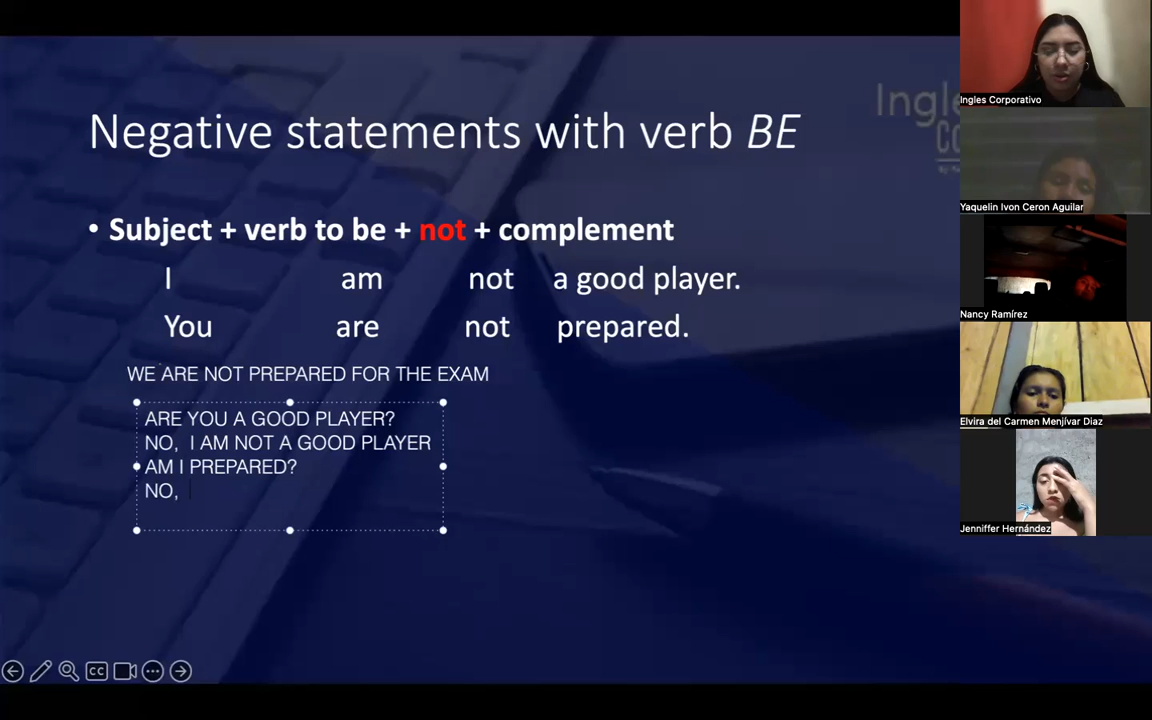 Negative statements with verb BE
• Subject + verb to be + not + complement
I am not a good player.
You are not prepared.
WE ARE NOT PREPARED FOR THE EXAM
ARE YOU A GOOD PLAYER?
NO, I AM NOT A GOOD PLAYER
AM I PREPARED?
NO,
CC
Ingles Corporativo
Yaquelin Ivon Ceron Aguilar
Nancy Ramírez
Elvira del Carmen Menjívar Diaz
Jenniffer Hernández